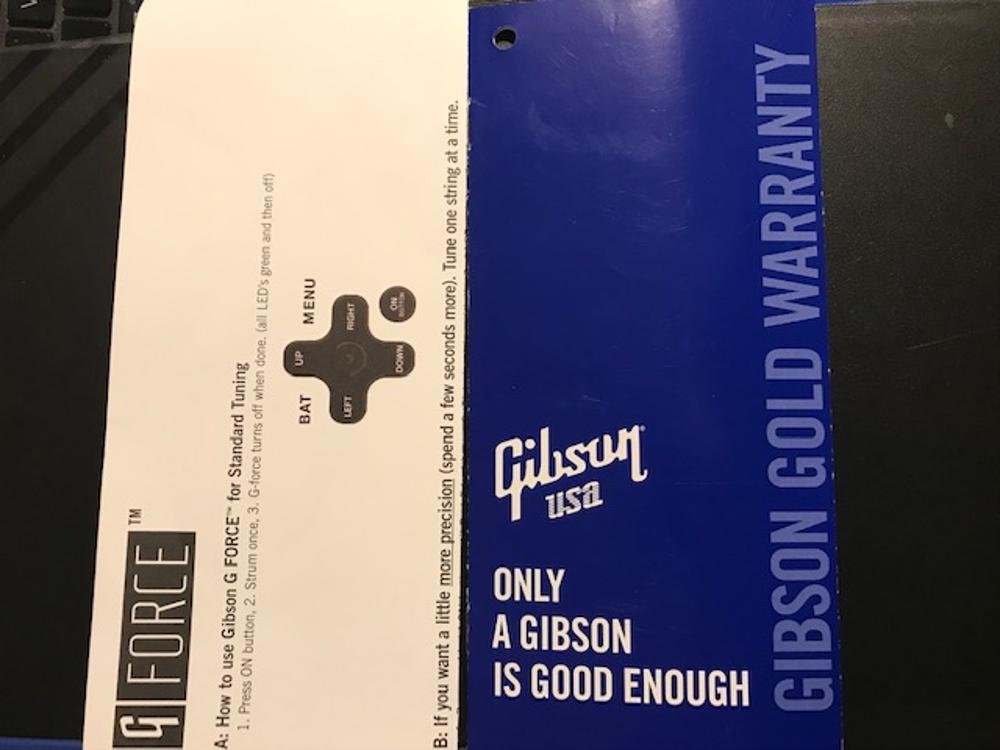 G FORCE™
A: How to use Gibson G FORCE™ for Standard Tuning
1. Press ON button, 2. Strum once, 3. G-force turns off when done. (all LED's green and then off)
BAT MENU
UP
LEFT RIGHT
DOWN
ON
BUTTON
B: If you want a little more precision (spend a few seconds more). Tune one string at a time.
Gibson
usa
ONLY
A GIBSON
IS GOOD ENOUGH
GIBSON GOLD WARRANTY